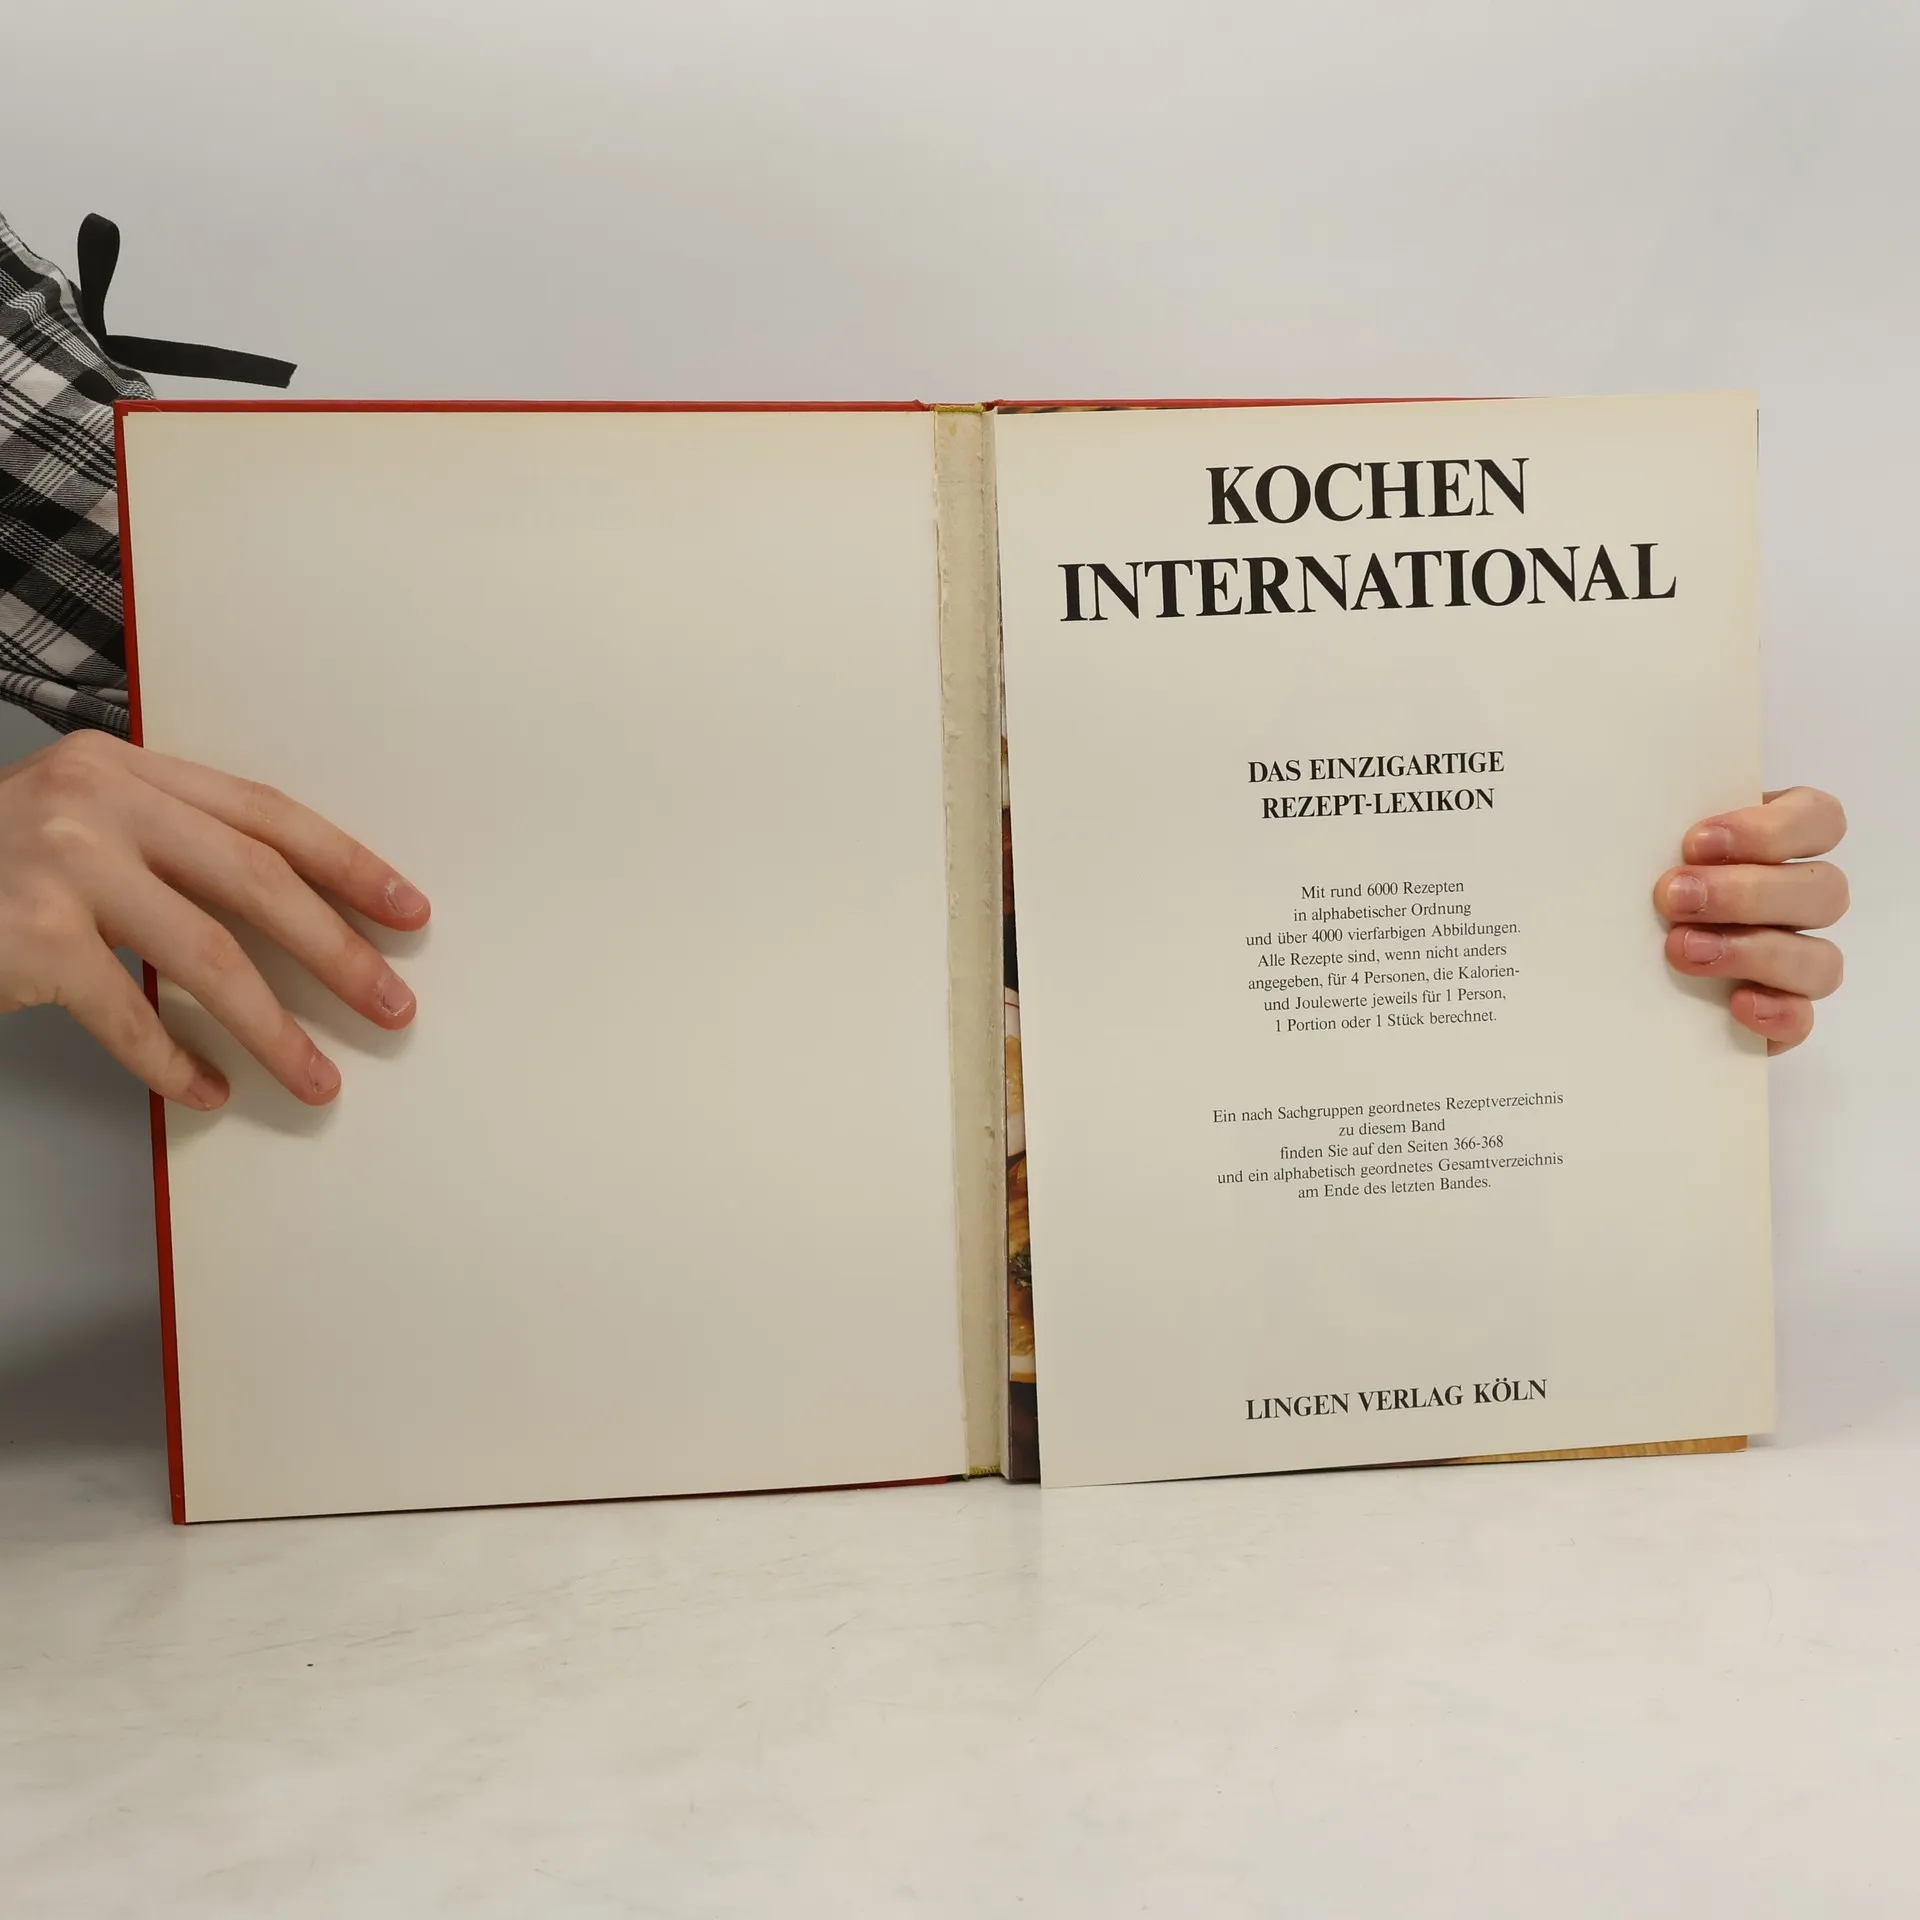 KOCHEN
INTERNATIONAL
DAS EINZIGARTIGE
REZEPT-LEXIKON
Mit rund 6000 Rezepten
in alphabetischer Ordnung
und über 4000 vierfarbigen Abbildungen.
Alle Rezepte sind, wenn nicht anders
angegeben, für 4 Personen, die Kalorien-
und Joulewerte jeweils für 1 Person,
1 Portion oder 1 Stück berechnet.
Ein nach Sachgruppen geordnetes Rezeptverzeichnis
zu diesem Band
finden Sie auf den Seiten 366-368
und ein alphabetisch geordnetes Gesamtverzeichnis
am Ende des letzten Bandes.
LINGEN VERLAG KÖLN